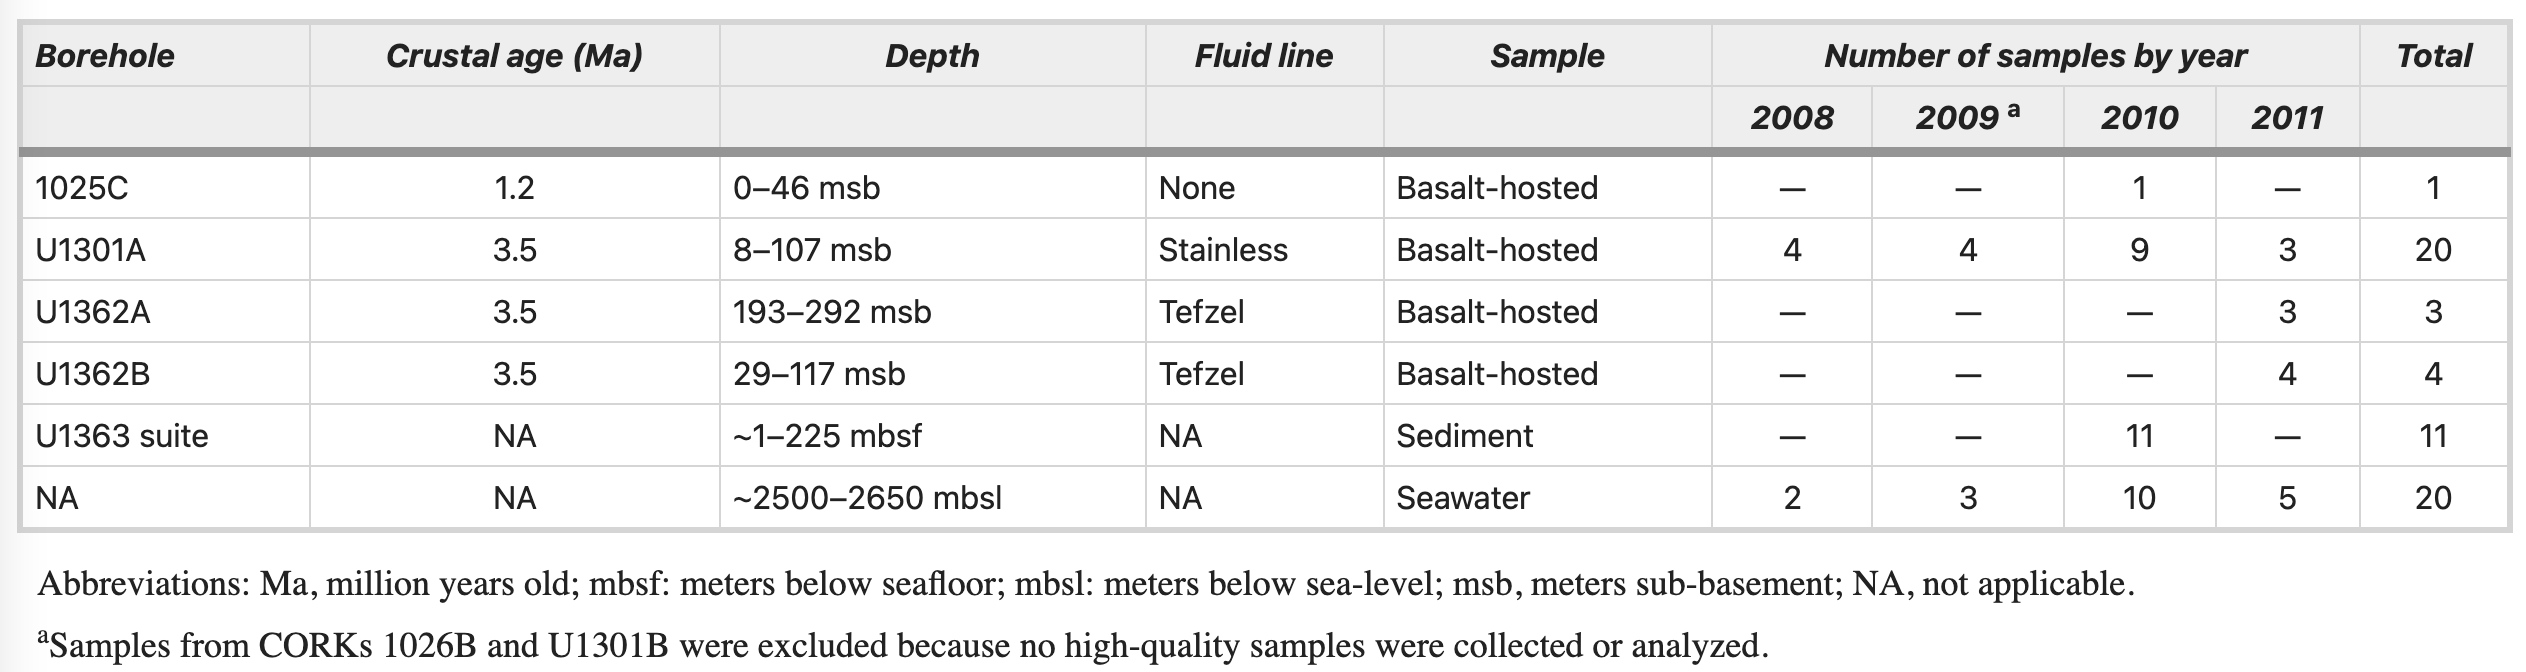 Borehole Crustal age (Ma) Depth Fluid line Sample Number of samples by year Total
2008 2009 a 2010 2011
1025C 1.2 0–46 msb None Basalt-hosted — — 1 — 1
U1301A 3.5 8–107 msb Stainless Basalt-hosted 4 4 9 3 20
U1362A 3.5 193–292 msb Tefzel Basalt-hosted — — — 3 3
U1362B 3.5 29–117 msb Tefzel Basalt-hosted — — — 4 4
U1363 suite NA ~1–225 mbsf NA Sediment — — 11 — 11
NA NA ~2500–2650 mbsl NA Seawater 2 3 10 5 20
Abbreviations: Ma, million years old; mbsf: meters below seafloor; mbsl: meters below sea-level; msb, meters sub-basement; NA, not applicable.
aSamples from CORKs 1026B and U1301B were excluded because no high-quality samples were collected or analyzed.